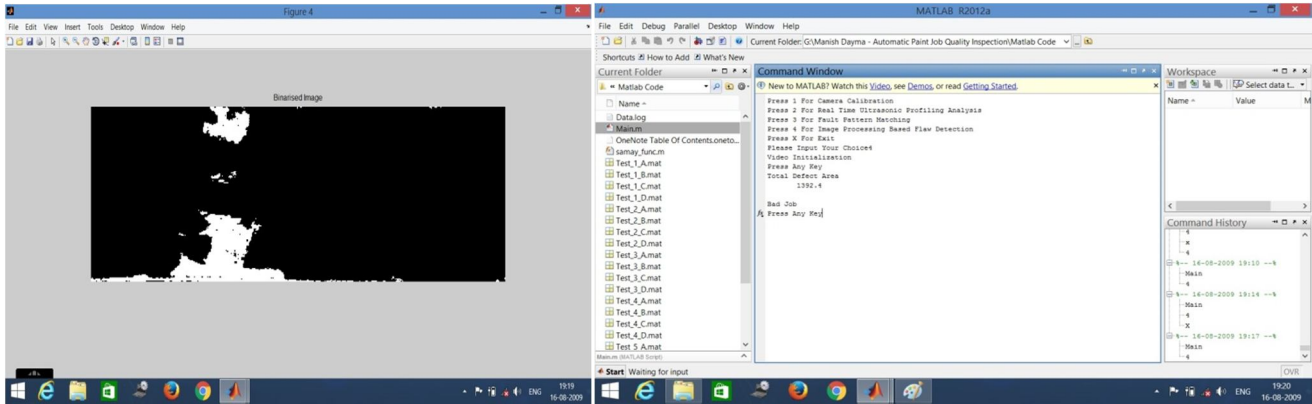 Figure 4
File Edit View Insert Tools Desktop Window Help
Binarised Image
ENG
19:19
16-08-2009
MATLAB R2012a
File Edit Debug Parallel Desktop Window Help
Current Folder: G:\Manish Dayma - Automatic Paint Job Quality Inspection\Matlab Code
Shortcuts How to Add What's New
Current Folder
« Matlab Code
Name
Data.log
Main.m
OneNote Table Of Contents.oneto...
samay_func.m
Test_1_A.mat
Test_1_B.mat
Test_1_C.mat
Test_1_D.mat
Test_2_A.mat
Test_2_B.mat
Test_2_C.mat
Test_2_D.mat
Test_3_A.mat
Test_3_B.mat
Test_3_C.mat
Test_3_D.mat
Test_4_A.mat
Test_4_B.mat
Test_4_C.mat
Test_4_D.mat
Test_5_A.mat
Main.m (MATLAB Script)
Command Window
New to MATLAB? Watch this Video, see Demos, or read Getting Started.
Press 1 For Camera Calibration
Press 2 For Real Time Ultrasonic Profiling Analysis
Press 3 For Fault Pattern Matching
Press 4 For Image Processing Based Flaw Detection
Press X For Exit
Please Input Your Choice4
Video Initialization
Press Any Key
Total Defect Area
1392.4
Bad Job
fx Press Any Key
Workspace
Select data t...
Name Value M
Command History
4
x
4
%-- 16-08-2009 19:10 --%
Main
4
%-- 16-08-2009 19:14 --%
Main
4
X
%-- 16-08-2009 19:17 --%
Main
4
Start Waiting for input
OVR
ENG
19:20
16-08-2009